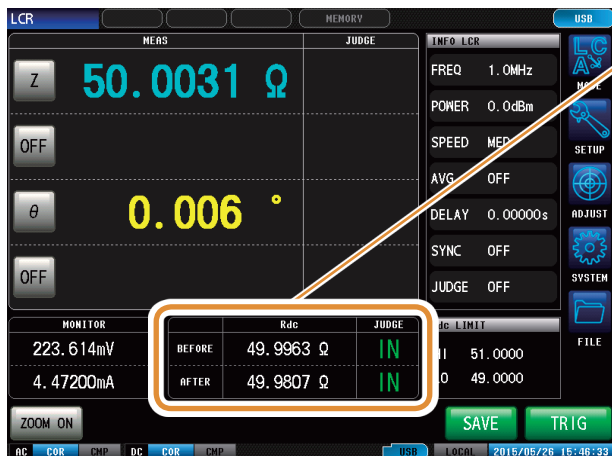 LCR MEMORY USB
MEAS JUDGE INFO LCR
Z 50.0031 Ω
FREQ 1.0MHz
POWER 0.0dBm
OFF
SPEED MED
SETUP
AVG OFF
θ 0.006 °
DELAY 0.00000s
ADJUST
SYNC OFF
OFF
JUDGE OFF
SYSTEM
MONITOR Rdc JUDGE LIMIT
223.614mV BEFORE 49.9963 Ω IN 51.0000
FILE
4.47200mA AFTER 49.9807 Ω IN 49.0000
ZOOM ON SAVE TRIG
AC COR CMP DC COR CMP USB LOCAL 2015/05/26 15:46:33